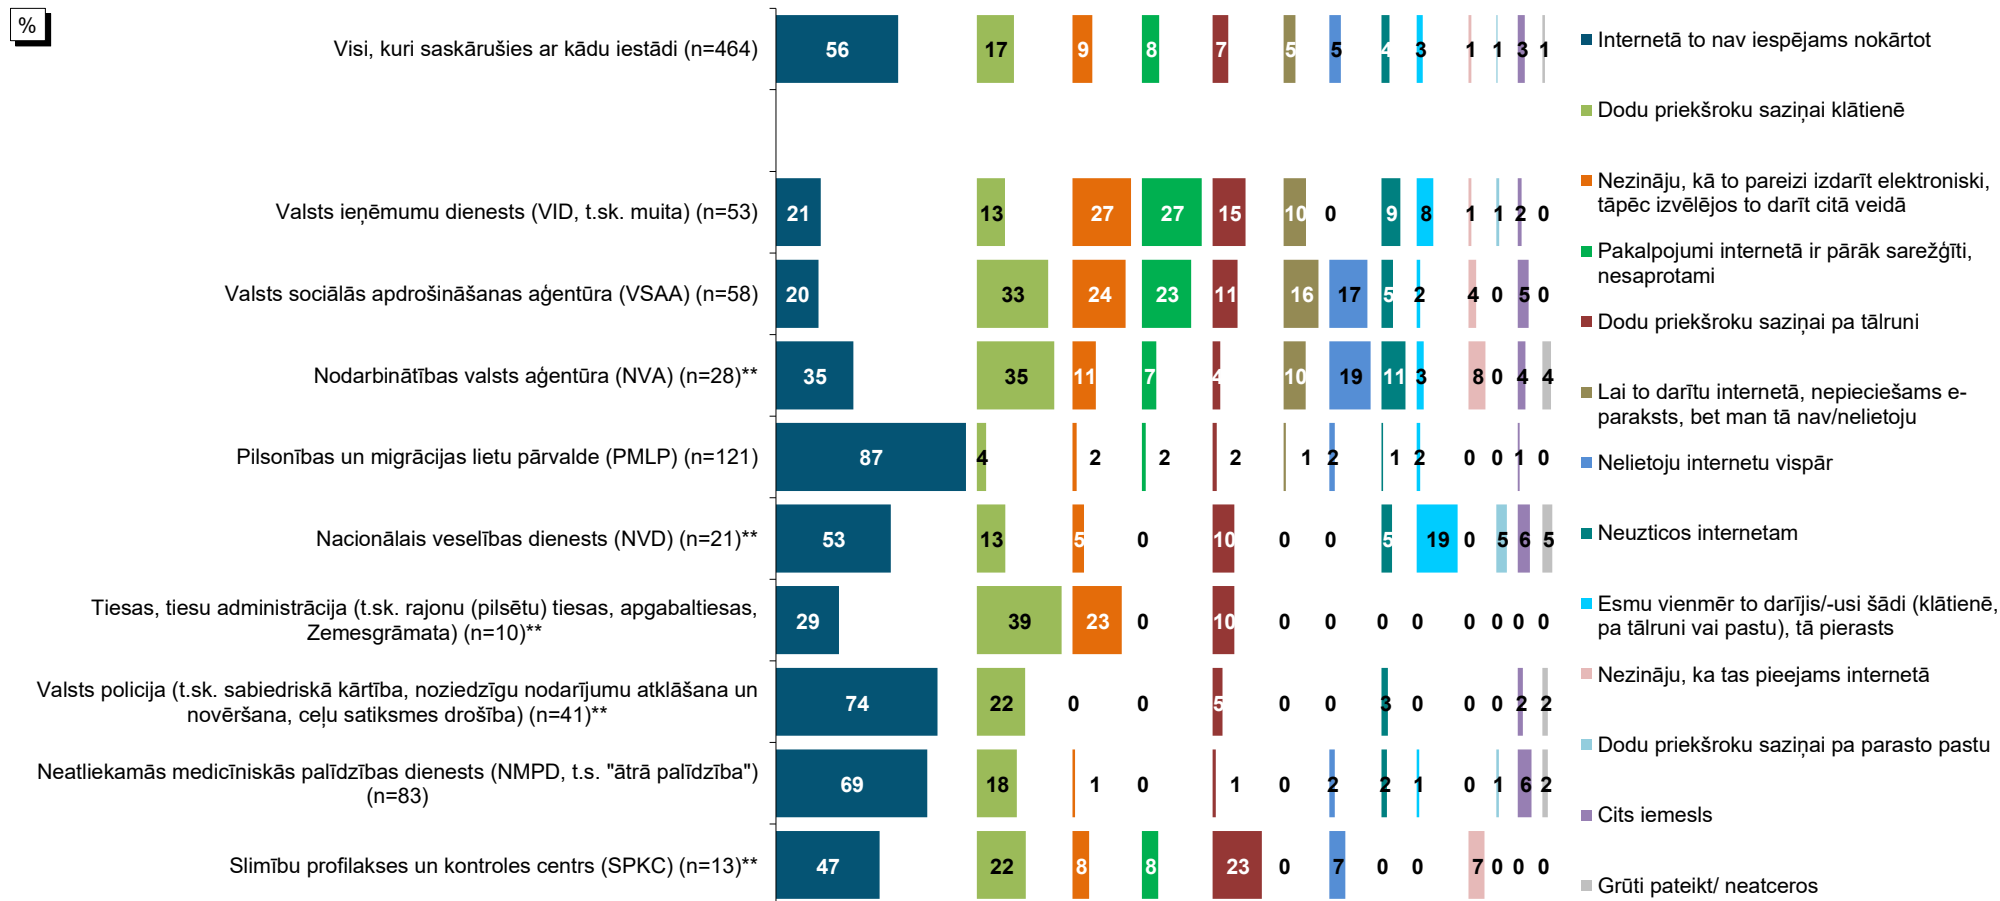 %
Visi, kuri saskārušies ar kādu iestādi (n=464)
56 17 9 8 7 5 5 4 3 1 1 3 1
Valsts ieņēmumu dienests (VID, t.sk. muita) (n=53)
21 13 27 27 15 10 0 9 8 1 1 2 0
Valsts sociālās apdrošināšanas aģentūra (VSAA) (n=58)
20 33 24 23 11 16 17 5 2 4 0 5 0
Nodarbinātības valsts aģentūra (NVA) (n=28)**
35 35 11 7 4 10 19 11 3 8 0 4 4
Pilsonības un migrācijas lietu pārvalde (PMLP) (n=121)
87 4 2 2 2 1 2 1 2 0 0 1 0
Nacionālais veselības dienests (NVD) (n=21)**
53 13 5 0 10 0 0 5 19 0 5 6 5
Tiesas, tiesu administrācija (t.sk. rajonu (pilsētu) tiesas, apgabaltiesas,
Zemesgrāmata) (n=10)**
29 39 23 0 10 0 0 0 0 0 0 0 0
Valsts policija (t.sk. sabiedriskā kārtība, noziedzīgu nodarījumu atklāšana un
novēršana, ceļu satiksmes drošība) (n=41)**
74 22 0 0 5 0 0 3 0 0 0 2 2
Neatliekamās medicīniskās palīdzības dienests (NMPD, t.s. "ātrā palīdzība")
(n=83)
69 18 1 0 1 0 2 2 1 0 1 6 2
Slimību profilakses un kontroles centrs (SPKC) (n=13)**
47 22 8 8 23 0 7 0 0 7 0 0 0
Internetā to nav iespējams nokārtot
Dodu priekšroku saziņai klātienē
Nezināju, kā to pareizi izdarīt elektroniski,
tāpēc izvēlējos to darīt citā veidā
Pakalpojumi internetā ir pārāk sarežģīti,
nesaprotami
Dodu priekšroku saziņai pa tālruni
Lai to darītu internetā, nepieciešams e-
paraksts, bet man tā nav/nelietoju
Nelietoju internetu vispār
Neuzticos internetam
Esmu vienmēr to darījis/-usi šādi (klātienē,
pa tālruni vai pastu), tā pierasts
Nezināju, ka tas pieejams internetā
Dodu priekšroku saziņai pa parasto pastu
Cits iemesls
Grūti pateikt/ neatceros